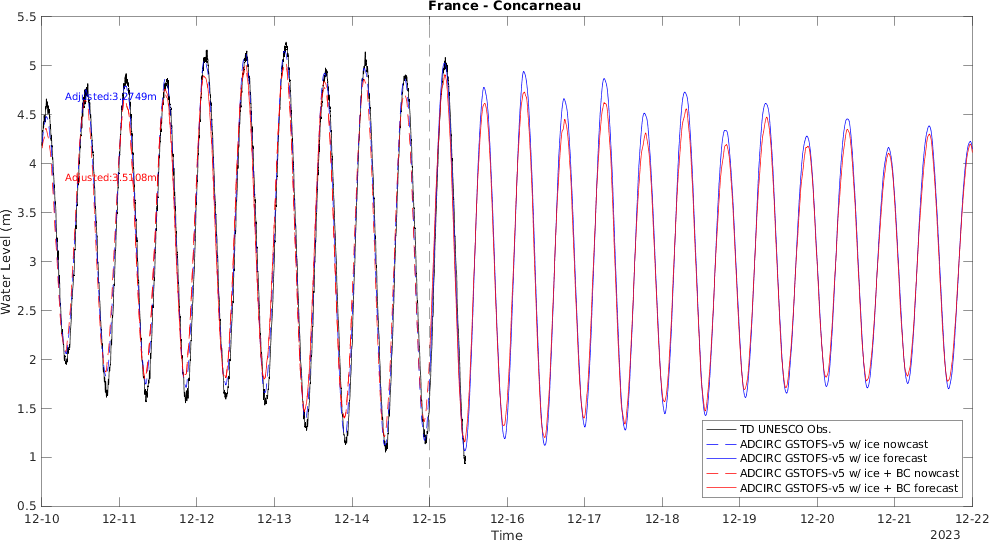 France - Concarneau
5.5
5
4.5
4
3.5
3
2.5
2
1.5
1
0.5
Water Level (m)
Adjusted:3.2749m
Adjusted:3.5108m
TD UNESCO Obs.
ADCIRC GSTOFS-v5 w/ ice nowcast
ADCIRC GSTOFS-v5 w/ ice forecast
ADCIRC GSTOFS-v5 w/ ice + BC nowcast
ADCIRC GSTOFS-v5 w/ ice + BC forecast
12-10 12-11 12-12 12-13 12-14 12-15 12-16 12-17 12-18 12-19 12-20 12-21 12-22
Time
2023